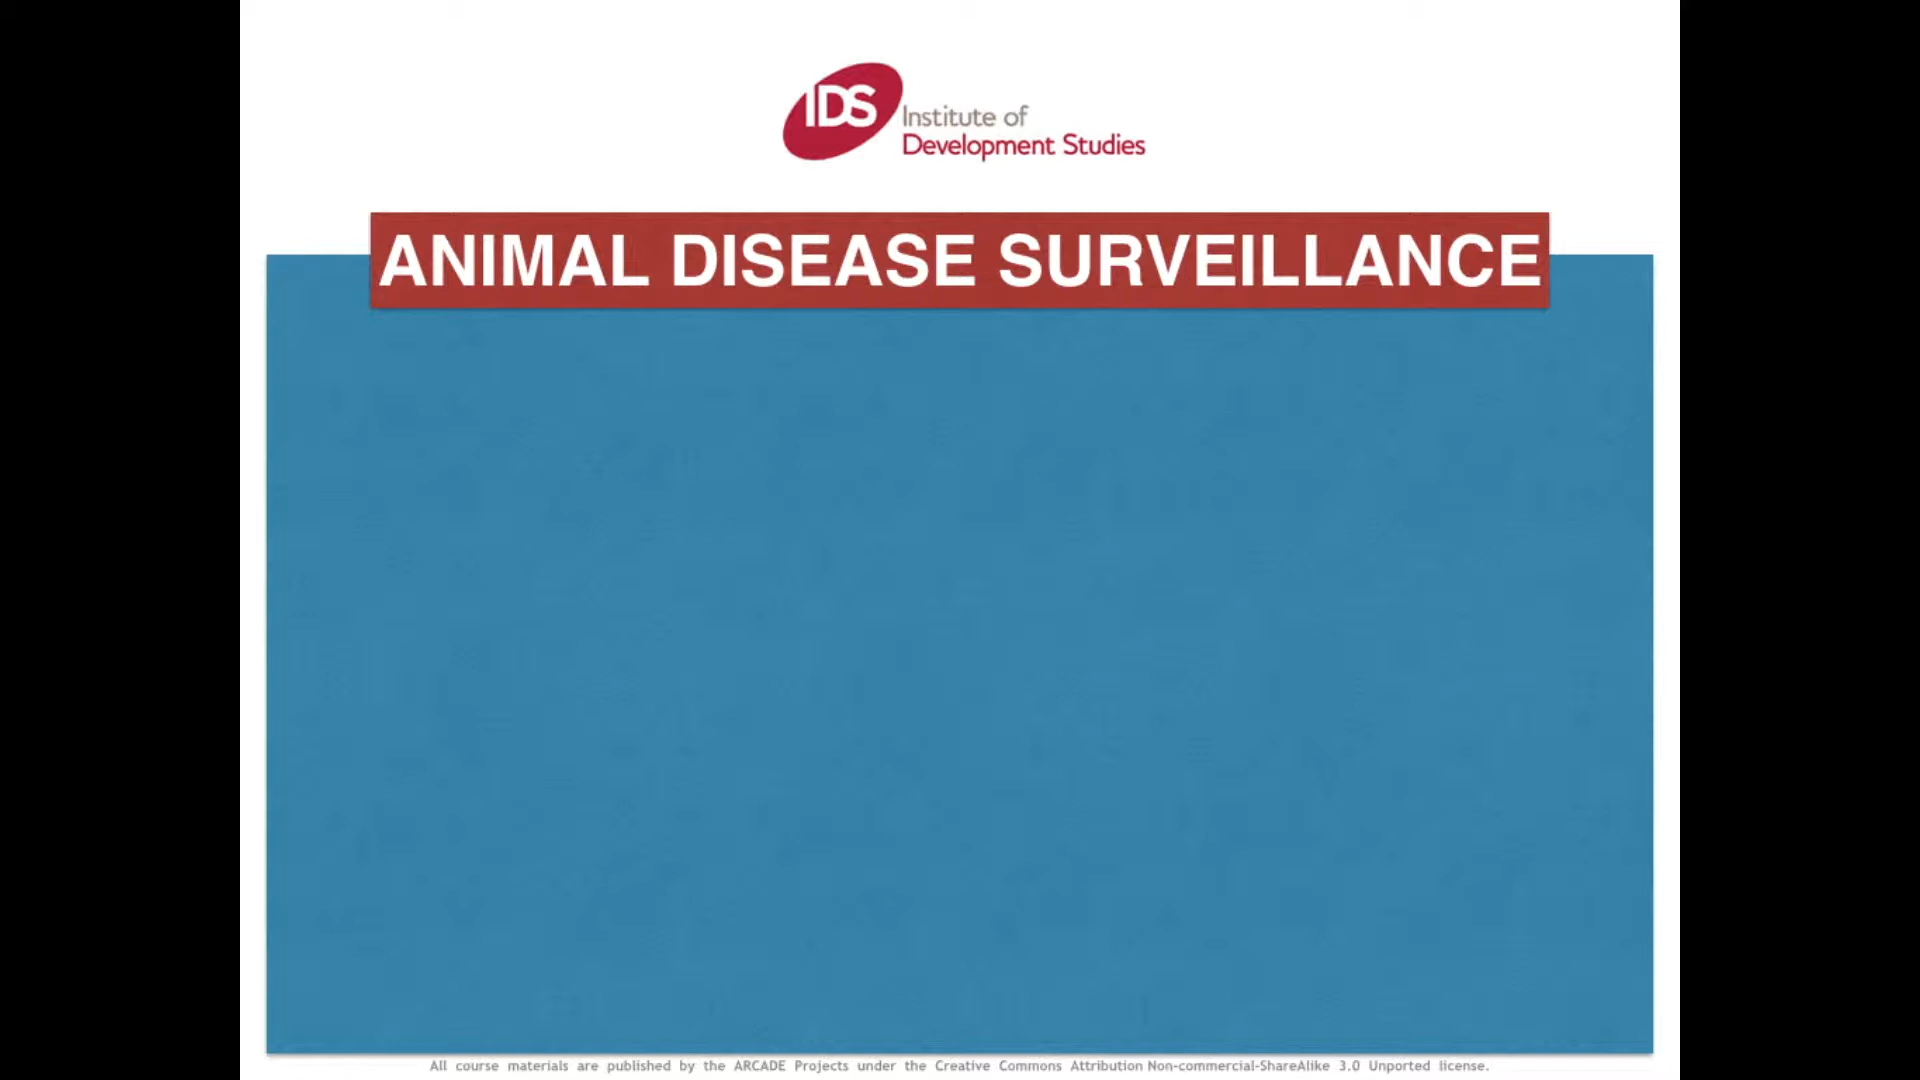 IDS
Institute of
Development Studies
ANIMAL DISEASE SURVEILLANCE
All course materials are published by the ARCADE Projects under the Creative Commons Attribution Non-commercial-ShareAlike 3.0 Unported license.